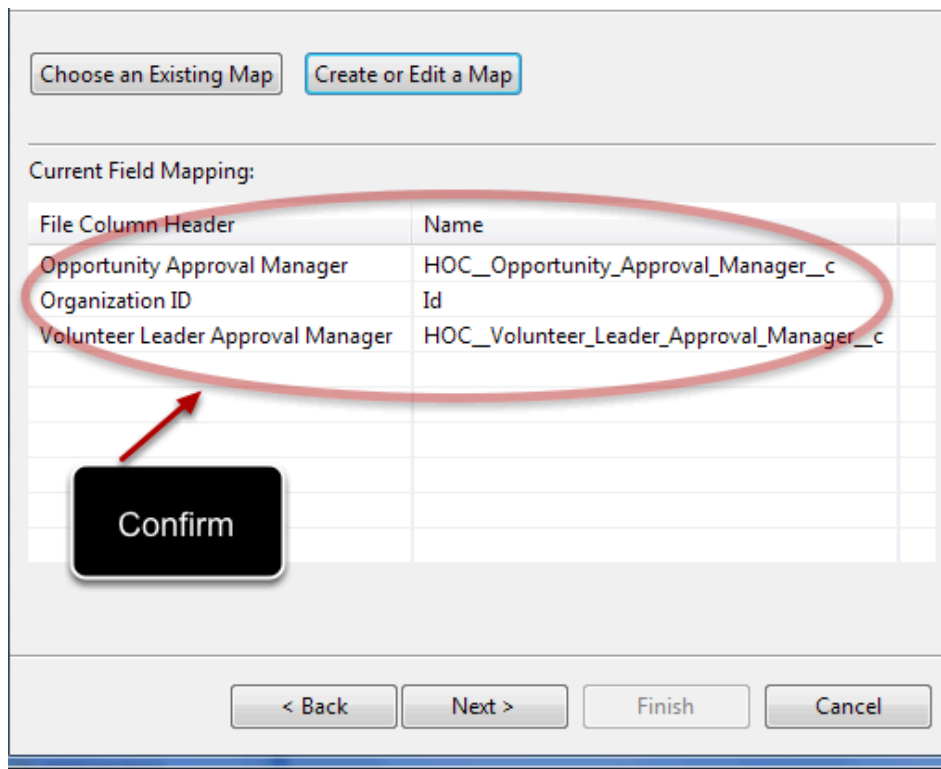 Choose an Existing Map Create or Edit a Map
Current Field Mapping:
File Column Header Name
Opportunity Approval Manager HOC__Opportunity_Approval_Manager__c
Organization ID Id
Volunteer Leader Approval Manager HOC__Volunteer_Leader_Approval_Manager__c
Confirm
< Back Next > Finish Cancel